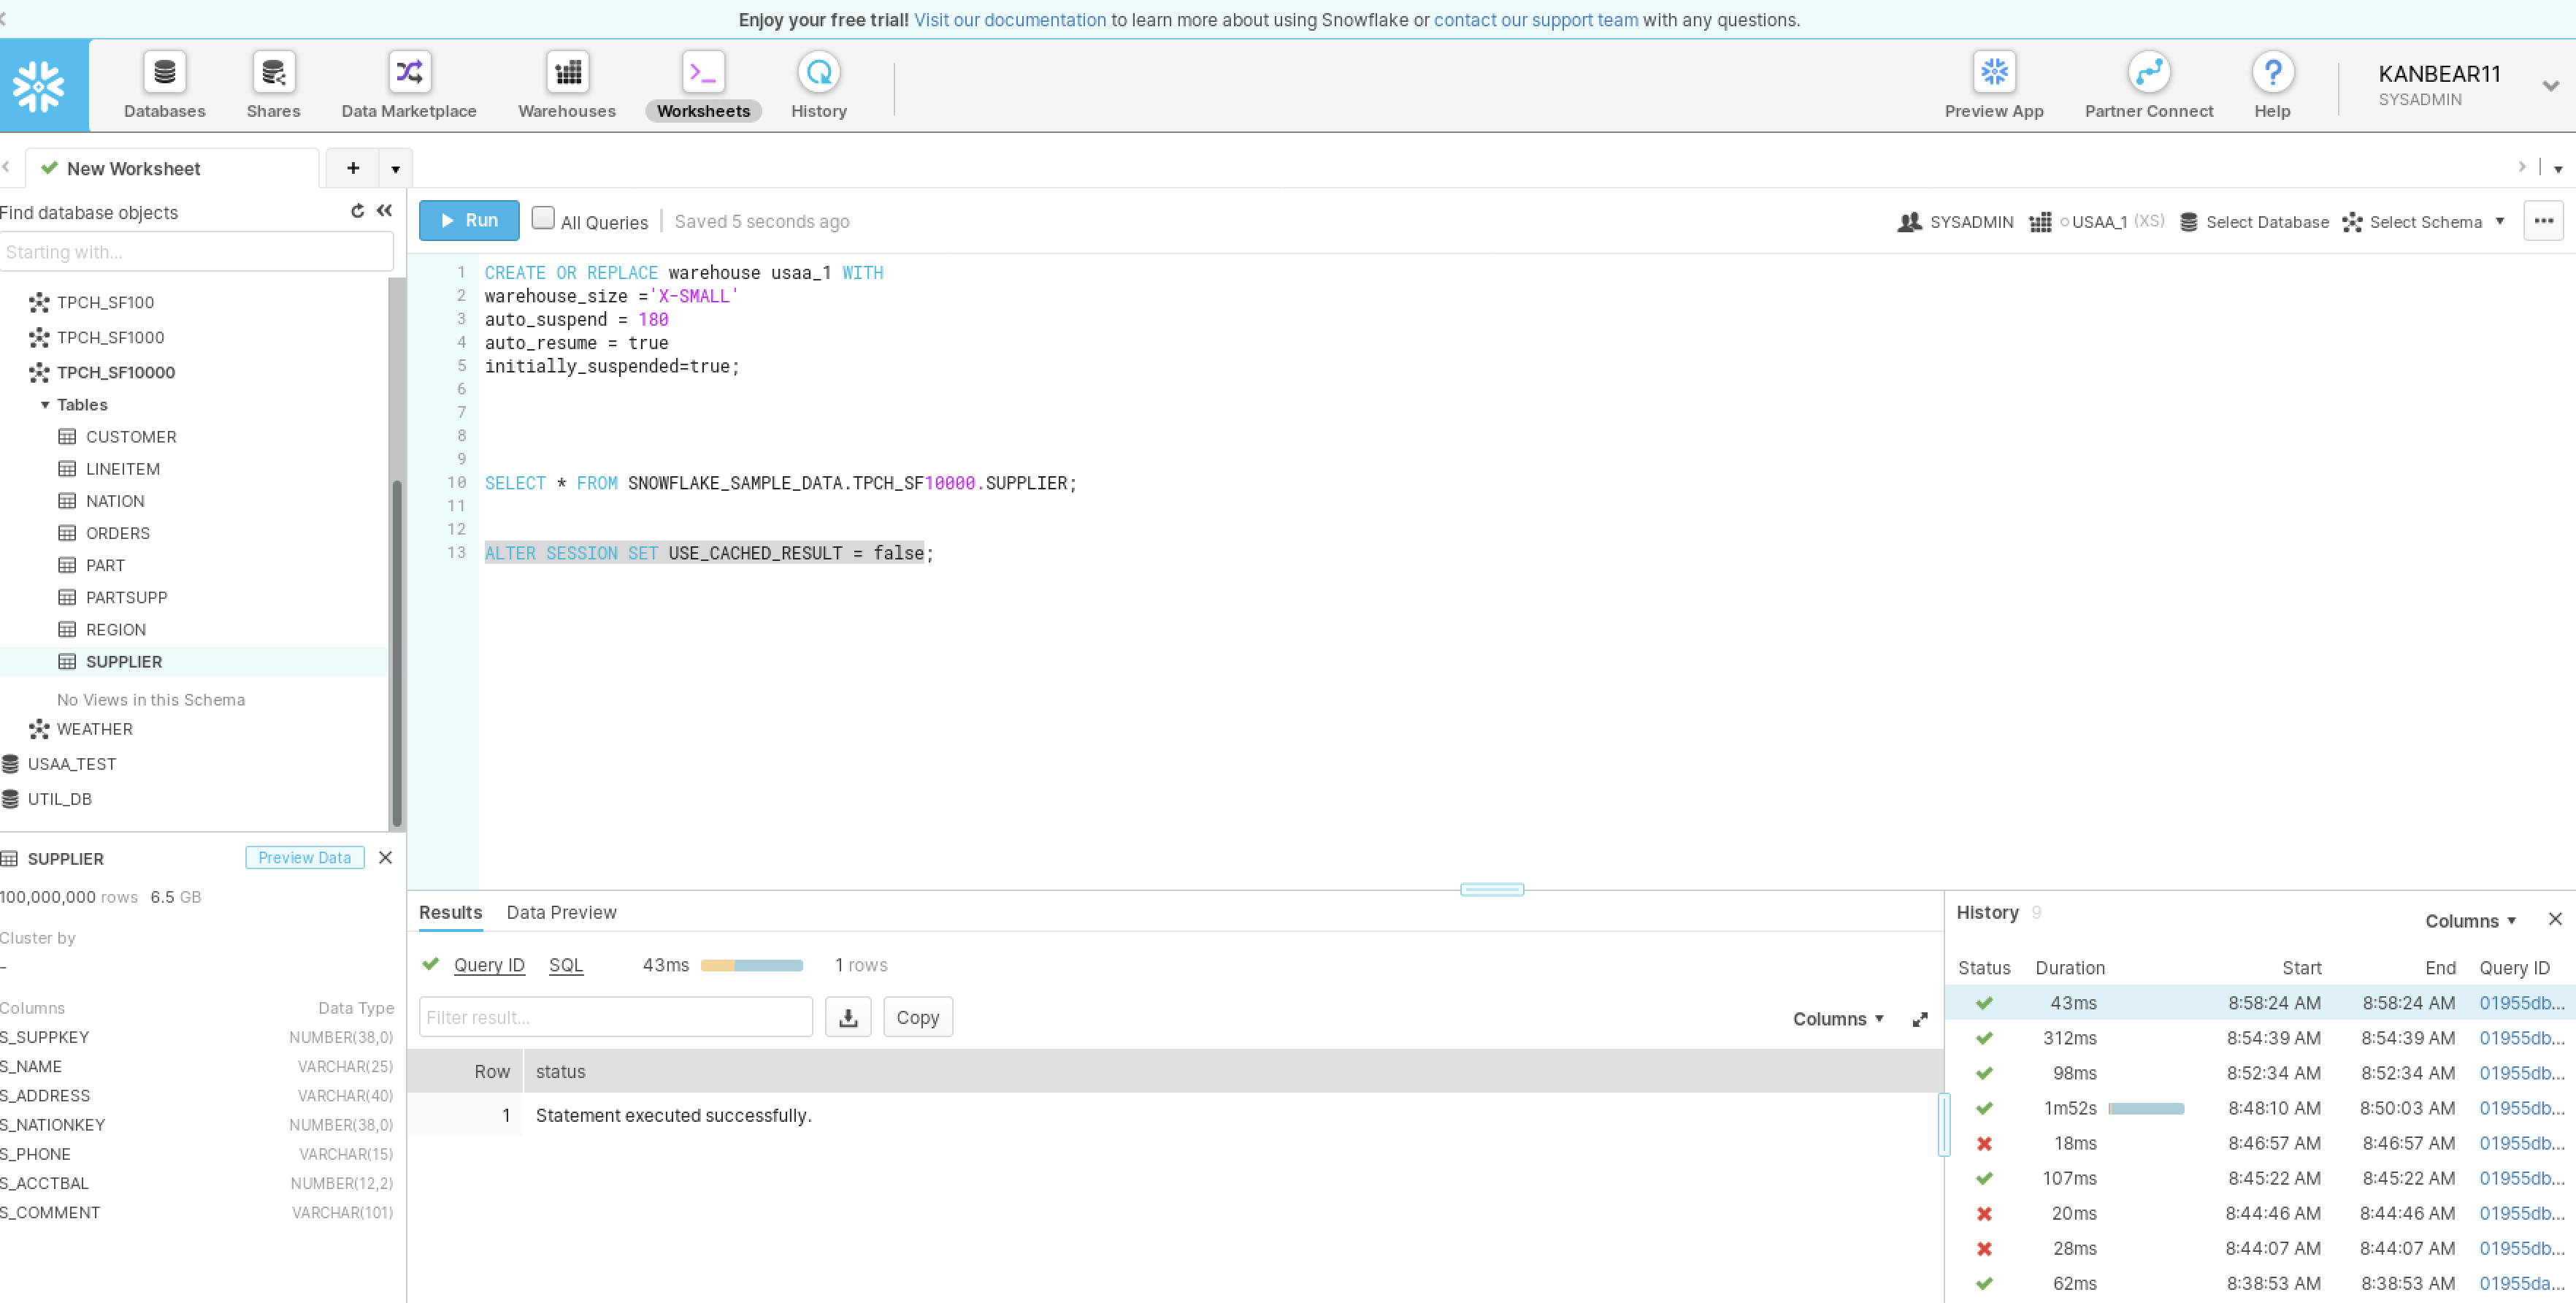 Enjoy your free trial! Visit our documentation to learn more about using Snowflake or contact our support team with any questions.
Databases
Shares
Data Marketplace
Warehouses
Worksheets
History
Preview App
Partner Connect
Help
KANBEAR11
SYSADMIN
New Worksheet
Find database objects
Starting with...
TPCH_SF100
TPCH_SF1000
TPCH_SF10000
Tables
CUSTOMER
LINEITEM
NATION
ORDERS
PART
PARTSUPP
REGION
SUPPLIER
No Views in this Schema
WEATHER
USAA_TEST
UTIL_DB
SUPPLIER Preview Data
100,000,000 rows 6.5 GB
Cluster by
-
Columns Data Type
S_SUPPKEY NUMBER(38,0)
S_NAME VARCHAR(25)
S_ADDRESS VARCHAR(40)
S_NATIONKEY NUMBER(38,0)
S_PHONE VARCHAR(15)
S_ACCTBAL NUMBER(12,2)
S_COMMENT VARCHAR(101)
Run All Queries Saved 5 seconds ago SYSADMIN USAA_1 (XS) Select Database Select Schema
1 CREATE OR REPLACE warehouse usaa_1 WITH
2 warehouse_size ='X-SMALL'
3 auto_suspend = 180
4 auto_resume = true
5 initially_suspended=true;
6
7
8
9
10 SELECT * FROM SNOWFLAKE_SAMPLE_DATA.TPCH_SF10000.SUPPLIER;
11
12
13 ALTER SESSION SET USE_CACHED_RESULT = false;
Results Data Preview
Query ID SQL 43ms 1 rows
Filter result... Copy Columns
Row status
1 Statement executed successfully.
History 9 Columns
Status Duration Start End Query ID
43ms 8:58:24 AM 8:58:24 AM 01955db...
312ms 8:54:39 AM 8:54:39 AM 01955db...
98ms 8:52:34 AM 8:52:34 AM 01955db...
1m52s 8:48:10 AM 8:50:03 AM 01955db...
18ms 8:46:57 AM 8:46:57 AM 01955db...
107ms 8:45:22 AM 8:45:22 AM 01955db...
20ms 8:44:46 AM 8:44:46 AM 01955db...
28ms 8:44:07 AM 8:44:07 AM 01955db...
62ms 8:38:53 AM 8:38:53 AM 01955da...